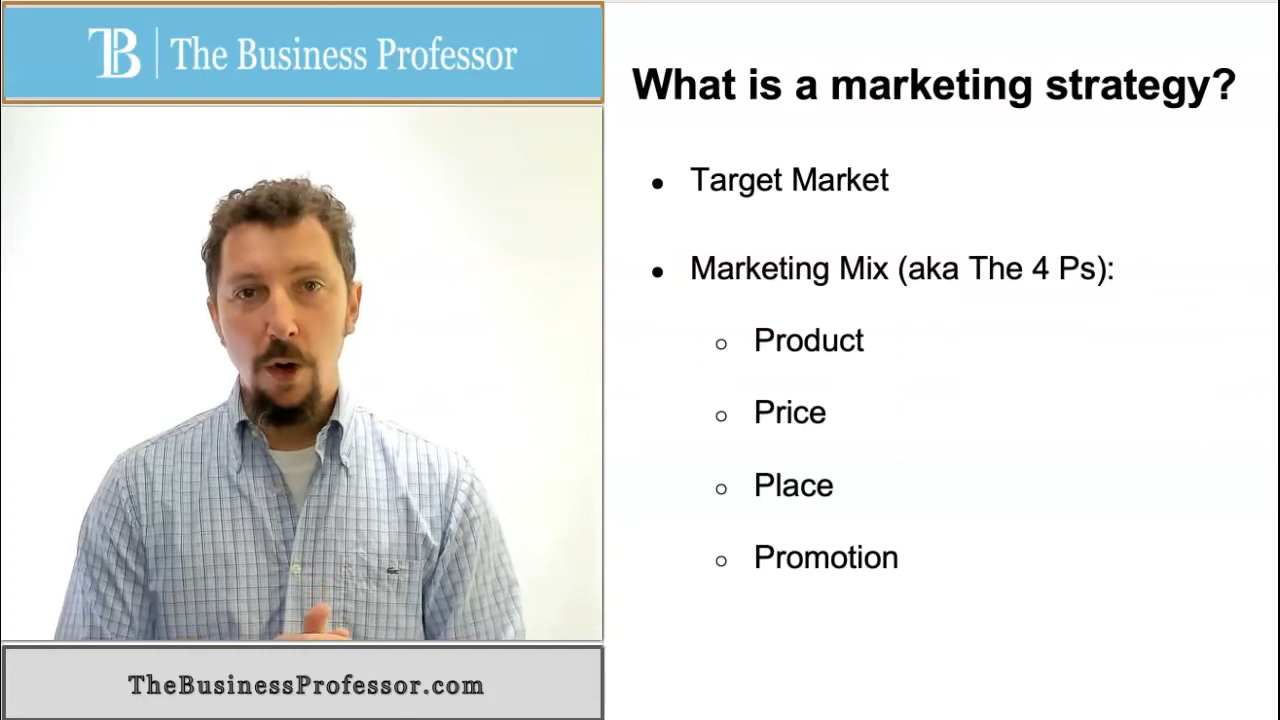 TB | The Business Professor
What is a marketing strategy?
● Target Market
● Marketing Mix (aka The 4 Ps):
○ Product
○ Price
○ Place
○ Promotion
TheBusinessProfessor.com